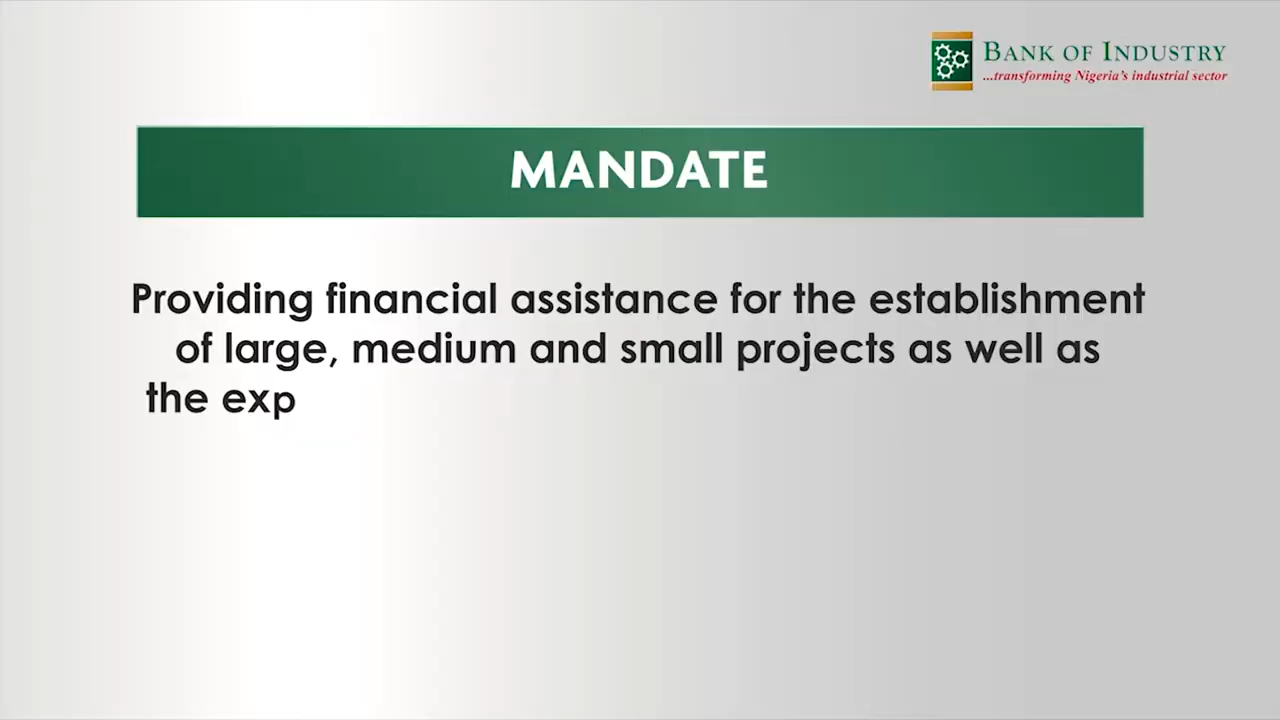 BANK OF INDUSTRY
...transforming Nigeria's industrial sector
MANDATE
Providing financial assistance for the establishment
of large, medium and small projects as well as
the exp